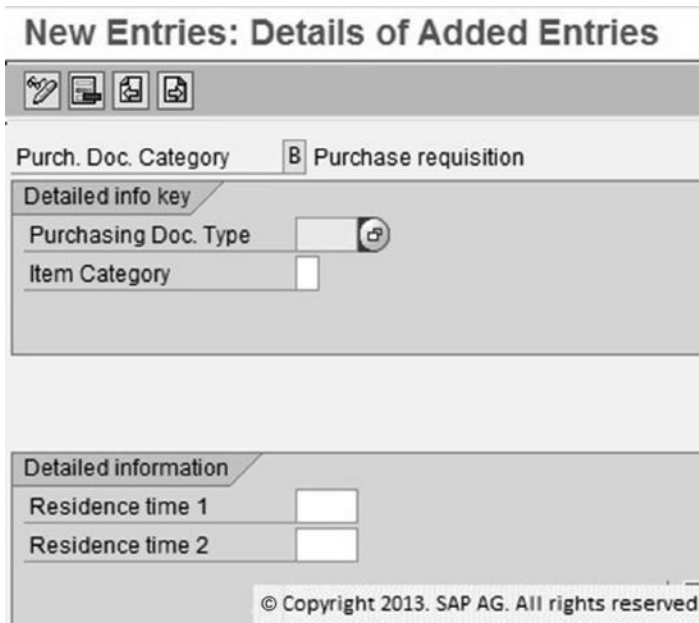 New Entries: Details of Added Entries
Purch. Doc. Category B Purchase requisition
Detailed info key
Purchasing Doc. Type
Item Category
Detailed information
Residence time 1
Residence time 2
© Copyright 2013. SAP AG. All rights reserved